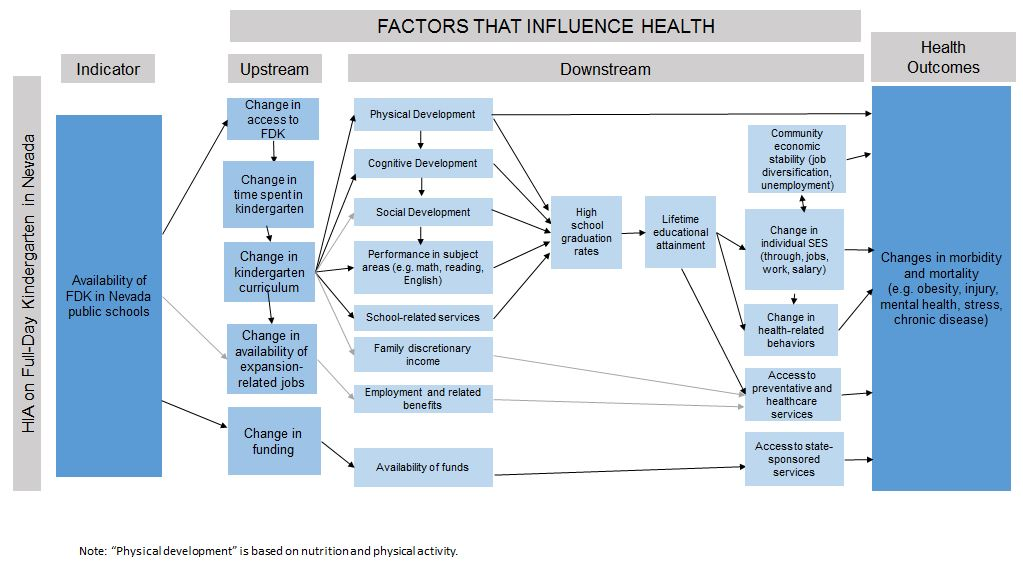 FACTORS THAT INFLUENCE HEALTH
Indicator
Upstream
Downstream
Health
Outcomes
HIA on Full-Day Kindergarten in Nevada
Availability of
FDK in Nevada
public schools
Change in
access to
FDK
Change in
time spent in
kindergarten
Change in
kindergarten
curriculum
Change in
availability of
expansion-
related jobs
Change in
funding
Physical Development
Cognitive Development
Social Development
Performance in subject
areas (e.g. math, reading,
English)
School-related services
Family discretionary
income
Employment and related
benefits
Availability of funds
High
school
graduation
rates
Lifetime
educational
attainment
Community
economic
stability (job
diversification,
unemployment)
Change in
individual SES
(through, jobs,
work, salary)
Change in
health-related
behaviors
Access to
preventative and
healthcare
services
Access to state-
sponsored
services
Changes in morbidity
and mortality
(e.g. obesity, injury,
mental health, stress,
chronic disease)
Note: “Physical development” is based on nutrition and physical activity.